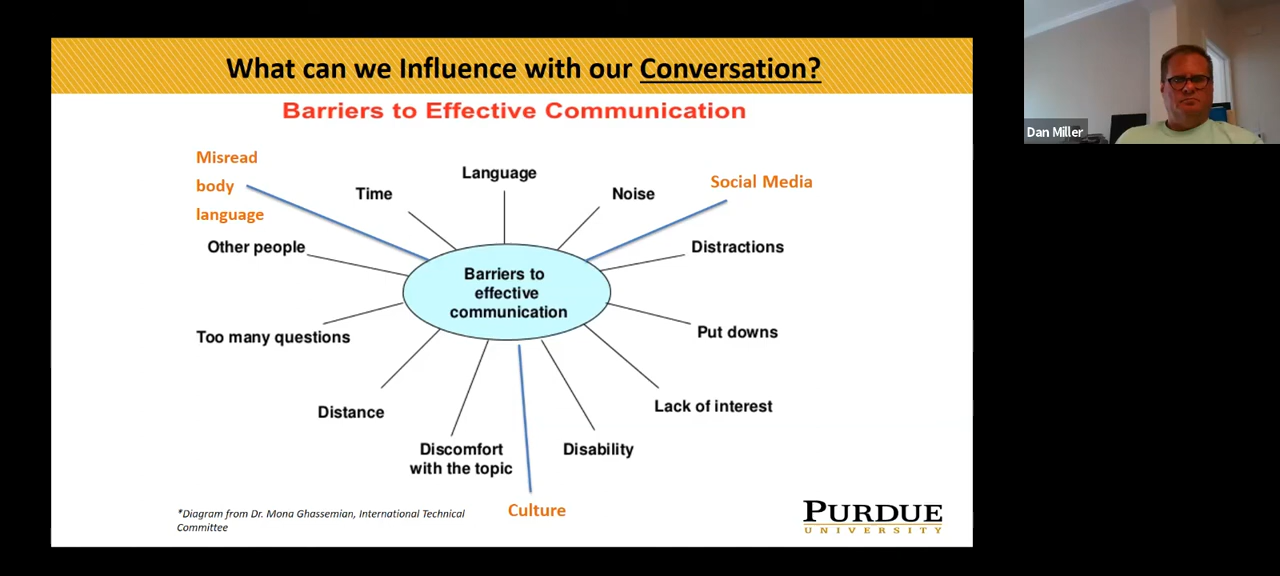 What can we Influence with our Conversation?
Barriers to Effective Communication
Misread
body
language
Time
Language
Noise
Social Media
Other people
Distractions
Barriers to
effective
communication
Too many questions
Put downs
Distance
Lack of interest
Discomfort
with the topic
Disability
Culture
*Diagram from Dr. Mona Ghassemian, International Technical
Committee
PURDUE
UNIVERSITY
Dan Miller